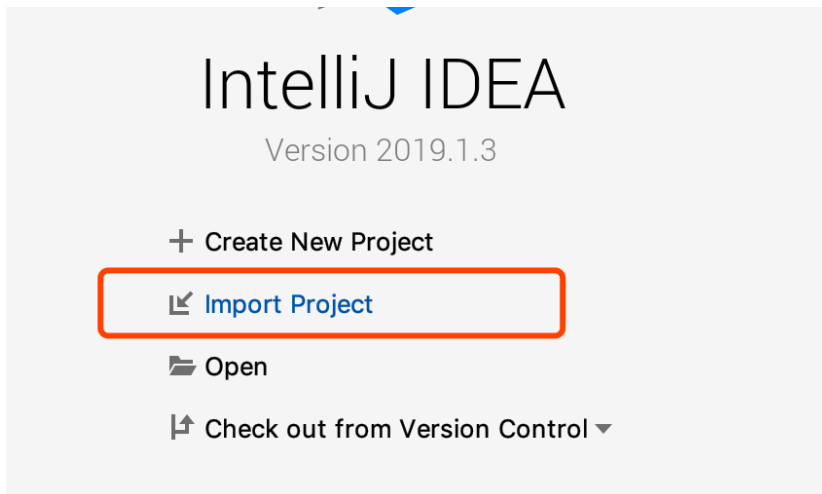 IntelliJ IDEA
Version 2019.1.3
Create New Project
Import Project
Open
Check out from Version Control